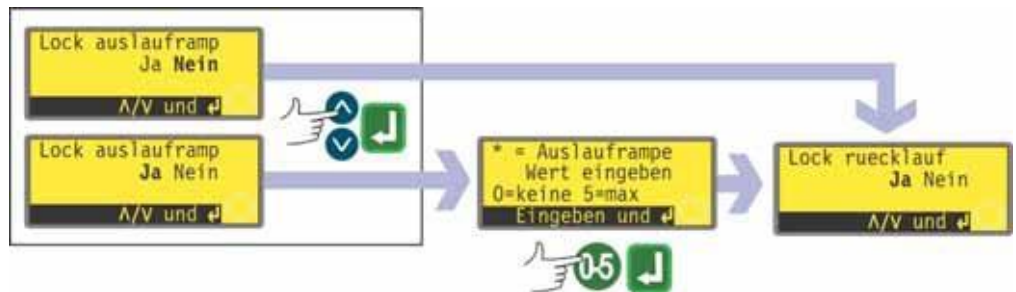 Lock auslauframp
Ja Nein
Λ/V und ↵
Lock auslauframp
Ja Nein
Λ/V und ↵
* = Auslauframpe
Wert eingeben
0=keine 5=max
Eingeben und ↵
0-5
Lock ruecklauf
Ja Nein
Λ/V und ↵